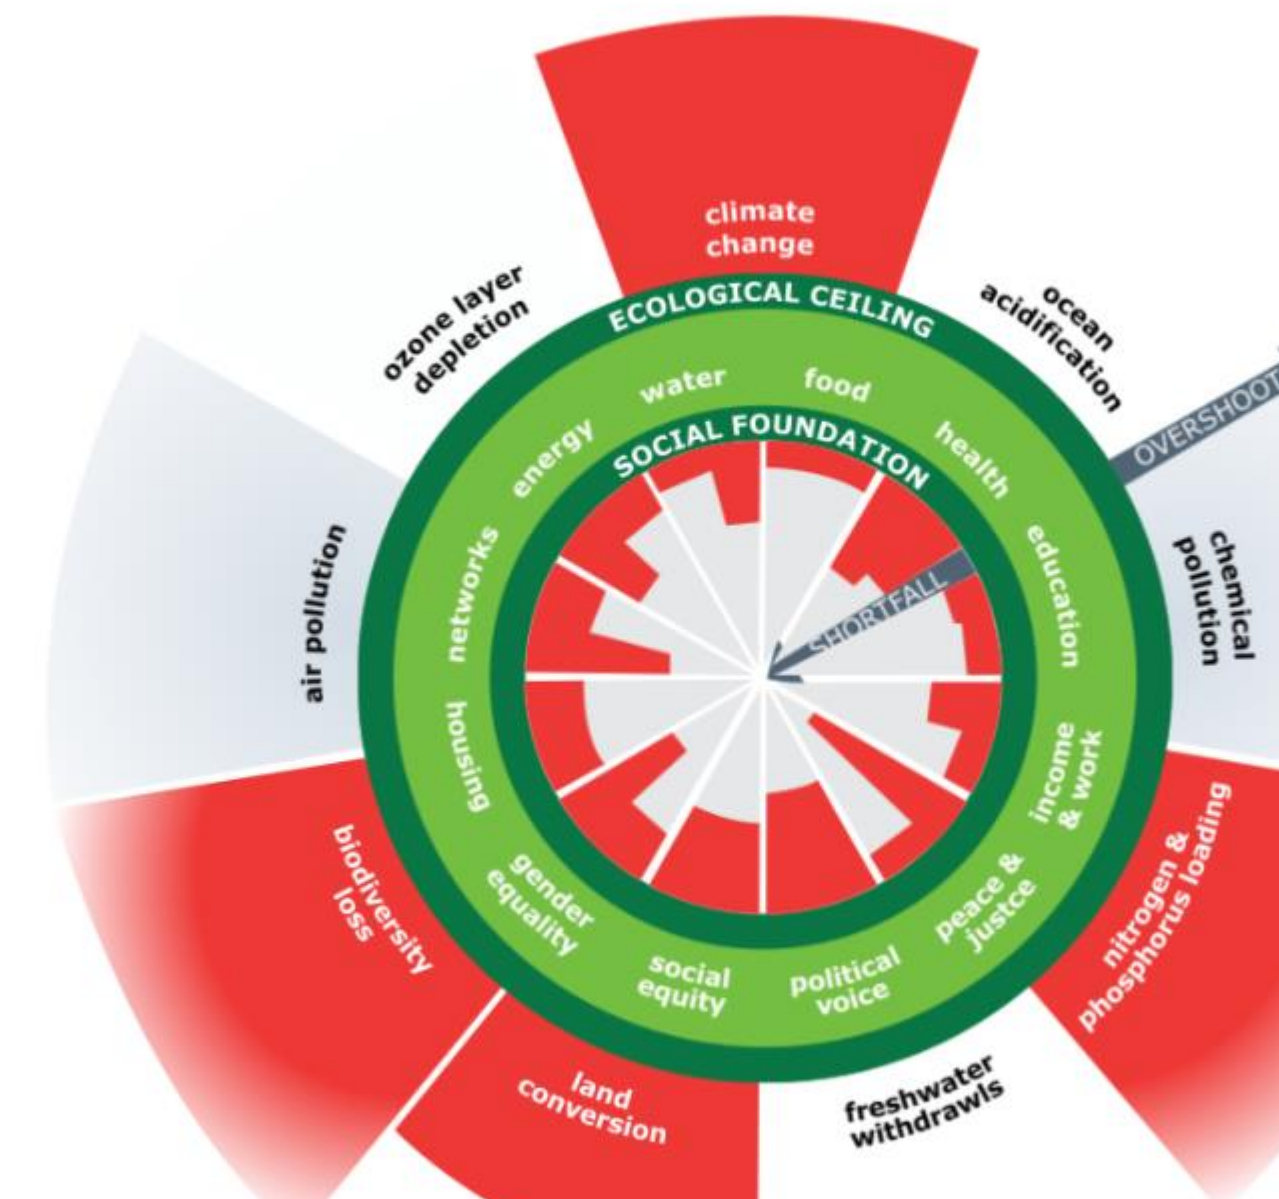 climate
change
ECOLOGICAL CEILING
ocean
acidification
OVERSHOOT
chemical
pollution
nitrogen &
phosphorus loading
freshwater
withdrawls
land
conversion
biodiversity
loss
air pollution
ozone layer
depletion
water
food
health
education
income
& work
peace &
justce
political
voice
social
equity
gender
equality
housing
networks
energy
SOCIAL FOUNDATION
SHORTFALL